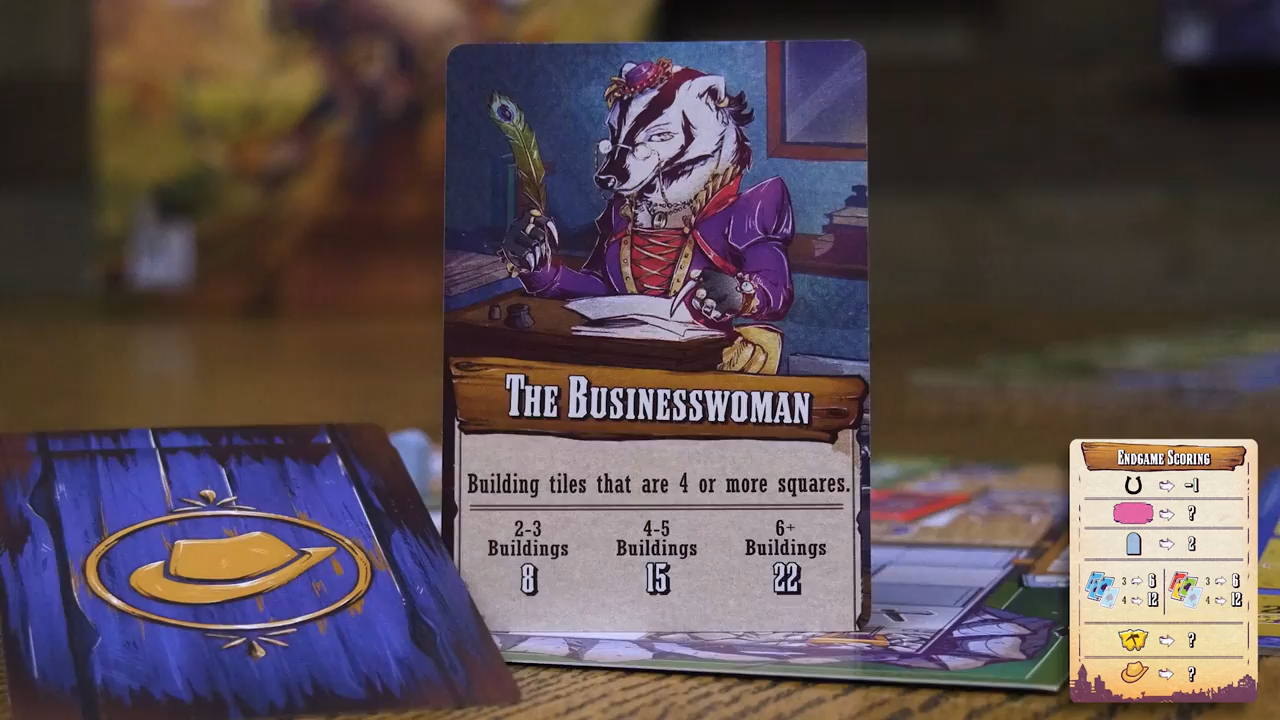 The Businesswoman
Building tiles that are 4 or more squares.
2-3
Buildings
8
4-5
Buildings
15
6+
Buildings
22
Endgame Scoring
-1
?
2
3 6
4 12
3 6
4 12
?
?